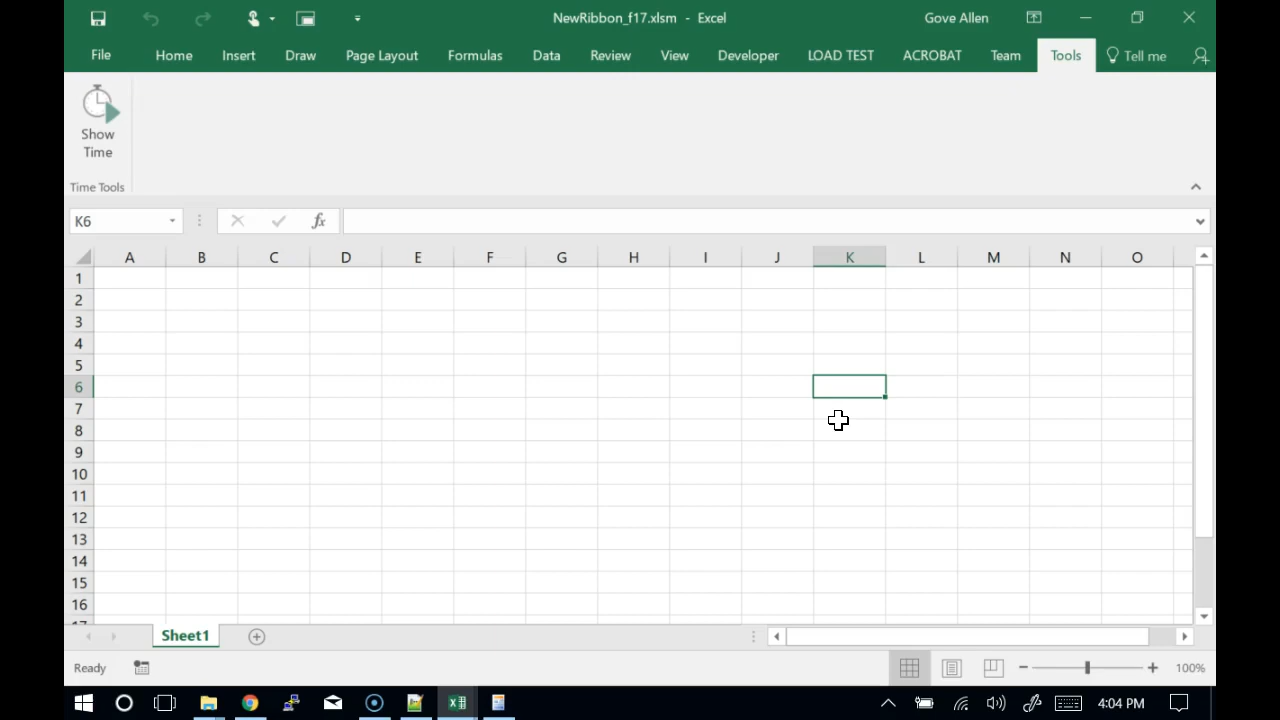 NewRibbon_f17.xlsm - Excel
Gove Allen
File Home Insert Draw Page Layout Formulas Data Review View Developer LOAD TEST ACROBAT Team Tools Tell me
Show
Time
Time Tools
K6 fx
A B C D E F G H I J K L M N O
1
2
3
4
5
6
7
8
9
10
11
12
13
14
15
16
Sheet1
Ready 100%
4:04 PM